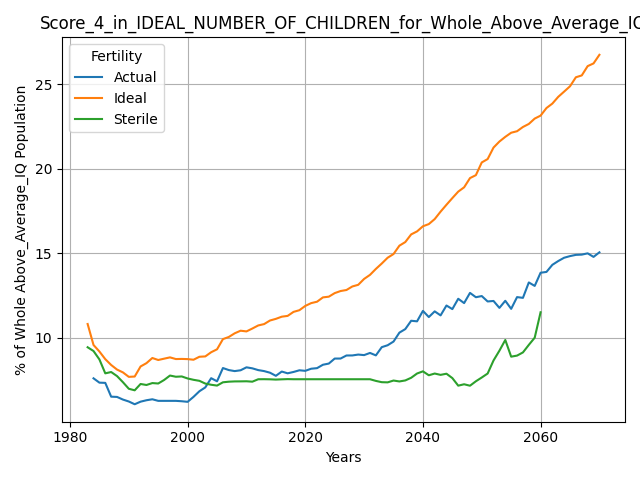 Score_4_in_IDEAL_NUMBER_OF_CHILDREN_for_Whole_Above_Average_IQ
Fertility
Actual
Ideal
Sterile
% of Whole Above_Average_IQ Population
25
20
15
10
1980
2000
2020
2040
2060
Years